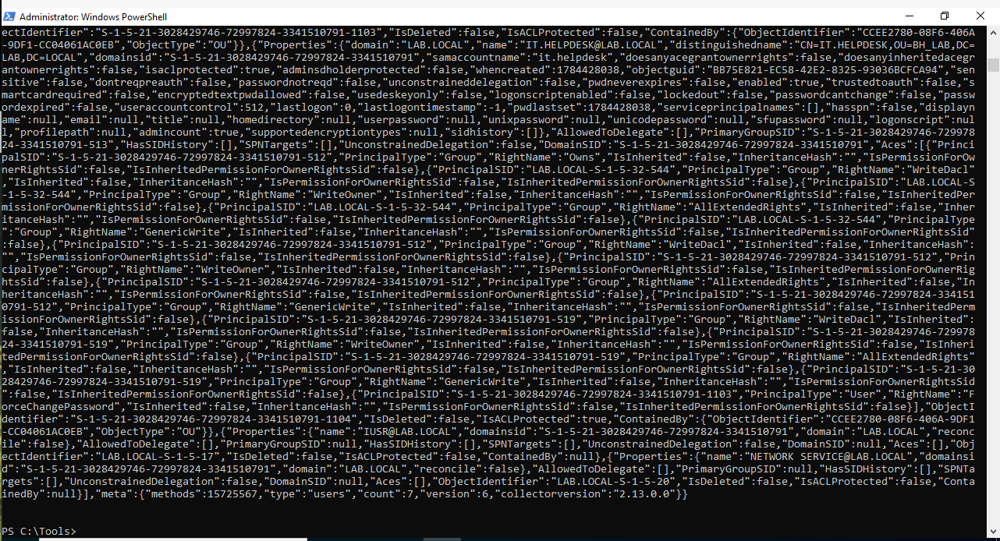 Administrator: Windows PowerShell
ectIdentifier":"S-1-5-21-3028429746-72997824-3341510791-1103","IsDeleted":false,"IsACLProtected":false,"ContainedBy":{"ObjectIdentifier":"CCEE2780-08F6-406A
-9DF1-CC04061AC0EB","ObjectType":"OU"}},{"Properties":{"domain":"LAB.LOCAL","name":"IT.HELPDESK@LAB.LOCAL","distinguishedname":"CN=IT.HELPDESK,OU=BH_LAB,DC=
LAB,DC=LOCAL","domainsid":"S-1-5-21-3028429746-72997824-3341510791","samaccountname":"it.helpdesk","doesanyacegrantownerrights":false,"doesanyinheritedacegr
antownerrights":false,"isaclprotected":true,"adminsdholderprotected":false,"whencreated":1784428038,"objectguid":"BB75E821-EC58-42E2-8325-93036BCFCA94","sen
sitive":false,"dontreqpreauth":false,"passwordnotreqd":false,"unconstraineddelegation":false,"pwdneverexpires":false,"enabled":true,"trustedtoauth":false,"s
martcardrequired":false,"encryptedtextpwdallowed":false,"usedeskeyonly":false,"logonscriptenabled":false,"lockedout":false,"passwordcantchange":false,"passw
ordexpired":false,"useraccountcontrol":512,"lastlogon":0,"lastlogontimestamp":-1,"pwdlastset":1784428038,"serviceprincipalnames":[],"hasspn":false,"displayn
ame":null,"email":null,"title":null,"homedirectory":null,"userpassword":null,"unixpassword":null,"unicodepassword":null,"sfupassword":null,"logonscript":nul
l,"profilepath":null,"admincount":true,"supportedencryptiontypes":null,"sidhistory":[]},"AllowedToDelegate":[],"PrimaryGroupSID":"S-1-5-21-3028429746-729978
24-3341510791-513","HasSIDHistory":[],"SPNTargets":[],"UnconstrainedDelegation":false,"DomainSID":"S-1-5-21-3028429746-72997824-3341510791","Aces":[{"Princi
palSID":"S-1-5-21-3028429746-72997824-3341510791-512","PrincipalType":"Group","RightName":"Owns","IsInherited":false,"InheritanceHash":"","IsPermissionForOw
nerRightsSid":false,"IsInheritedPermissionForOwnerRightsSid":false},{"PrincipalSID":"LAB.LOCAL-S-1-5-32-544","PrincipalType":"Group","RightName":"WriteDacl"
,"IsInherited":false,"InheritanceHash":"","IsPermissionForOwnerRightsSid":false,"IsInheritedPermissionForOwnerRightsSid":false},{"PrincipalSID":"LAB.LOCAL-S
-1-5-32-544","PrincipalType":"Group","RightName":"WriteOwner","IsInherited":false,"InheritanceHash":"","IsPermissionForOwnerRightsSid":false,"IsInheritedPer
missionForOwnerRightsSid":false},{"PrincipalSID":"LAB.LOCAL-S-1-5-32-544","PrincipalType":"Group","RightName":"AllExtendedRights","IsInherited":false,"Inher
itanceHash":"","IsPermissionForOwnerRightsSid":false,"IsInheritedPermissionForOwnerRightsSid":false},{"PrincipalSID":"LAB.LOCAL-S-1-5-32-544","PrincipalType
":"Group","RightName":"GenericWrite","IsInherited":false,"InheritanceHash":"","IsPermissionForOwnerRightsSid":false,"IsInheritedPermissionForOwnerRightsSid"
:false},{"PrincipalSID":"S-1-5-21-3028429746-72997824-3341510791-512","PrincipalType":"Group","RightName":"WriteDacl","IsInherited":false,"InheritanceHash":
"","IsPermissionForOwnerRightsSid":false,"IsInheritedPermissionForOwnerRightsSid":false},{"PrincipalSID":"S-1-5-21-3028429746-72997824-3341510791-512","Prin
cipalType":"Group","RightName":"WriteOwner","IsInherited":false,"InheritanceHash":"","IsPermissionForOwnerRightsSid":false,"IsInheritedPermissionForOwnerRig
htsSid":false},{"PrincipalSID":"S-1-5-21-3028429746-72997824-3341510791-512","PrincipalType":"Group","RightName":"AllExtendedRights","IsInherited":false,"In
heritanceHash":"","IsPermissionForOwnerRightsSid":false,"IsInheritedPermissionForOwnerRightsSid":false},{"PrincipalSID":"S-1-5-21-3028429746-72997824-334151
0791-512","PrincipalType":"Group","RightName":"GenericWrite","IsInherited":false,"InheritanceHash":"","IsPermissionForOwnerRightsSid":false,"IsInheritedPerm
issionForOwnerRightsSid":false},{"PrincipalSID":"S-1-5-21-3028429746-72997824-3341510791-519","PrincipalType":"Group","RightName":"WriteDacl","IsInherited":
false,"InheritanceHash":"","IsPermissionForOwnerRightsSid":false,"IsInheritedPermissionForOwnerRightsSid":false},{"PrincipalSID":"S-1-5-21-3028429746-729978
24-3341510791-519","PrincipalType":"Group","RightName":"WriteOwner","IsInherited":false,"InheritanceHash":"","IsPermissionForOwnerRightsSid":false,"IsInheri
tedPermissionForOwnerRightsSid":false},{"PrincipalSID":"S-1-5-21-3028429746-72997824-3341510791-519","PrincipalType":"Group","RightName":"AllExtendedRights"
,"IsInherited":false,"InheritanceHash":"","IsPermissionForOwnerRightsSid":false,"IsInheritedPermissionForOwnerRightsSid":false},{"PrincipalSID":"S-1-5-21-30
28429746-72997824-3341510791-519","PrincipalType":"Group","RightName":"GenericWrite","IsInherited":false,"InheritanceHash":"","IsPermissionForOwnerRightsSid
":false,"IsInheritedPermissionForOwnerRightsSid":false},{"PrincipalSID":"S-1-5-21-3028429746-72997824-3341510791-1103","PrincipalType":"User","RightName":"F
orceChangePassword","IsInherited":false,"InheritanceHash":"","IsPermissionForOwnerRightsSid":false,"IsInheritedPermissionForOwnerRightsSid":false}],"ObjectI
dentifier":"S-1-5-21-3028429746-72997824-3341510791-1104","IsDeleted":false,"IsACLProtected":true,"ContainedBy":{"ObjectIdentifier":"CCEE2780-08F6-406A-9DF1
-CC04061AC0EB","ObjectType":"OU"}},{"Properties":{"name":"IUSR@LAB.LOCAL","domainsid":"S-1-5-21-3028429746-72997824-3341510791","domain":"LAB.LOCAL","reconc
ile":false},"AllowedToDelegate":[],"PrimaryGroupSID":null,"HasSIDHistory":[],"SPNTargets":[],"UnconstrainedDelegation":false,"DomainSID":null,"Aces":[],"Obj
ectIdentifier":"LAB.LOCAL-S-1-5-17","IsDeleted":false,"IsACLProtected":false,"ContainedBy":null},{"Properties":{"name":"NETWORK SERVICE@LAB.LOCAL","domainsi
d":"S-1-5-21-3028429746-72997824-3341510791","domain":"LAB.LOCAL","reconcile":false},"AllowedToDelegate":[],"PrimaryGroupSID":null,"HasSIDHistory":[],"SPNTa
rgets":[],"UnconstrainedDelegation":false,"DomainSID":null,"Aces":[],"ObjectIdentifier":"LAB.LOCAL-S-1-5-20","IsDeleted":false,"IsACLProtected":false,"Conta
inedBy":null}],"meta":{"methods":15725567,"type":"users","count":7,"version":6,"collectorversion":"2.13.0.0"}}
PS C:\Tools>